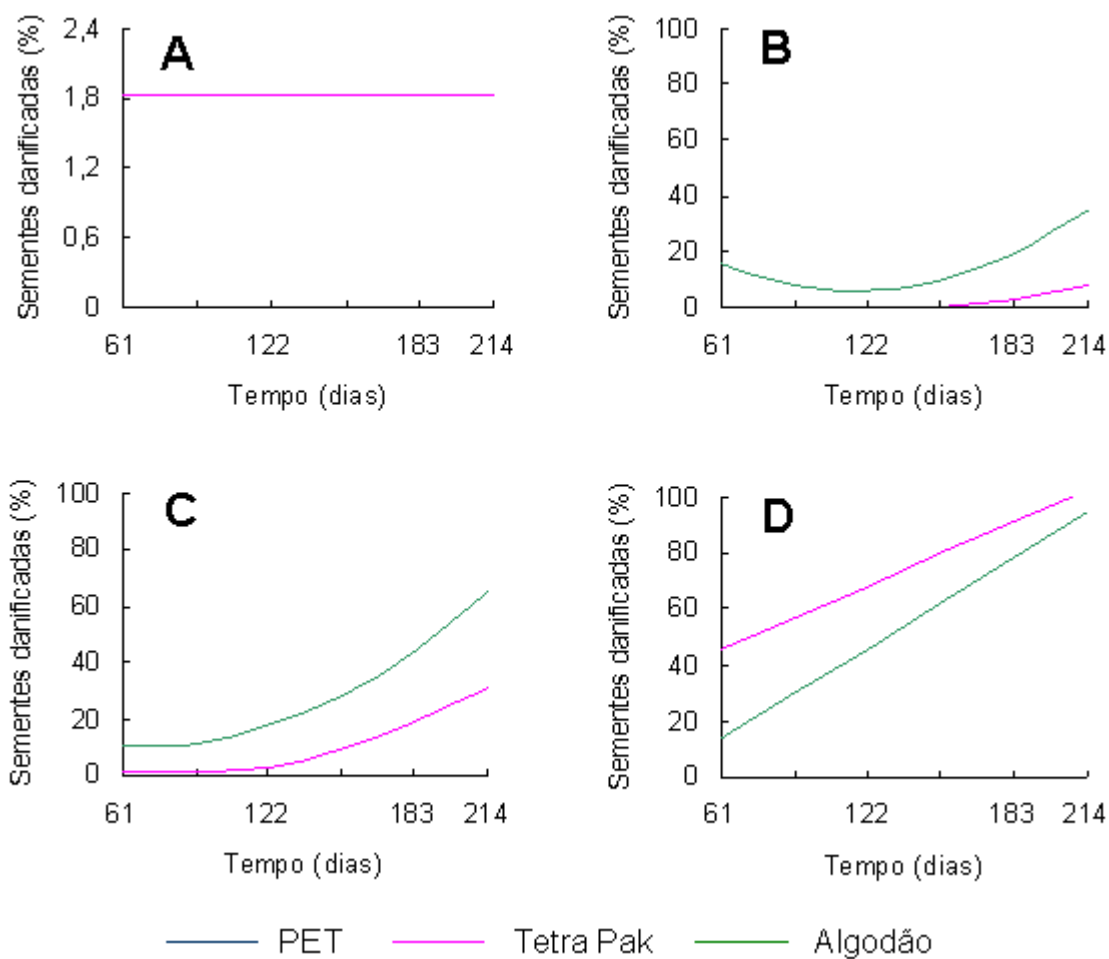 A
Sementes danificadas (%)
2,4
1,8
1,2
0,6
0
61 122 183 214
Tempo (dias)
B
Sementes danificadas (%)
100
80
60
40
20
0
61 122 183 214
Tempo (dias)
C
Sementes danificadas (%)
100
80
60
40
20
0
61 122 183 214
Tempo (dias)
D
Sementes danificadas (%)
100
80
60
40
20
0
61 122 183 214
Tempo (dias)
PET Tetra Pak Algodão